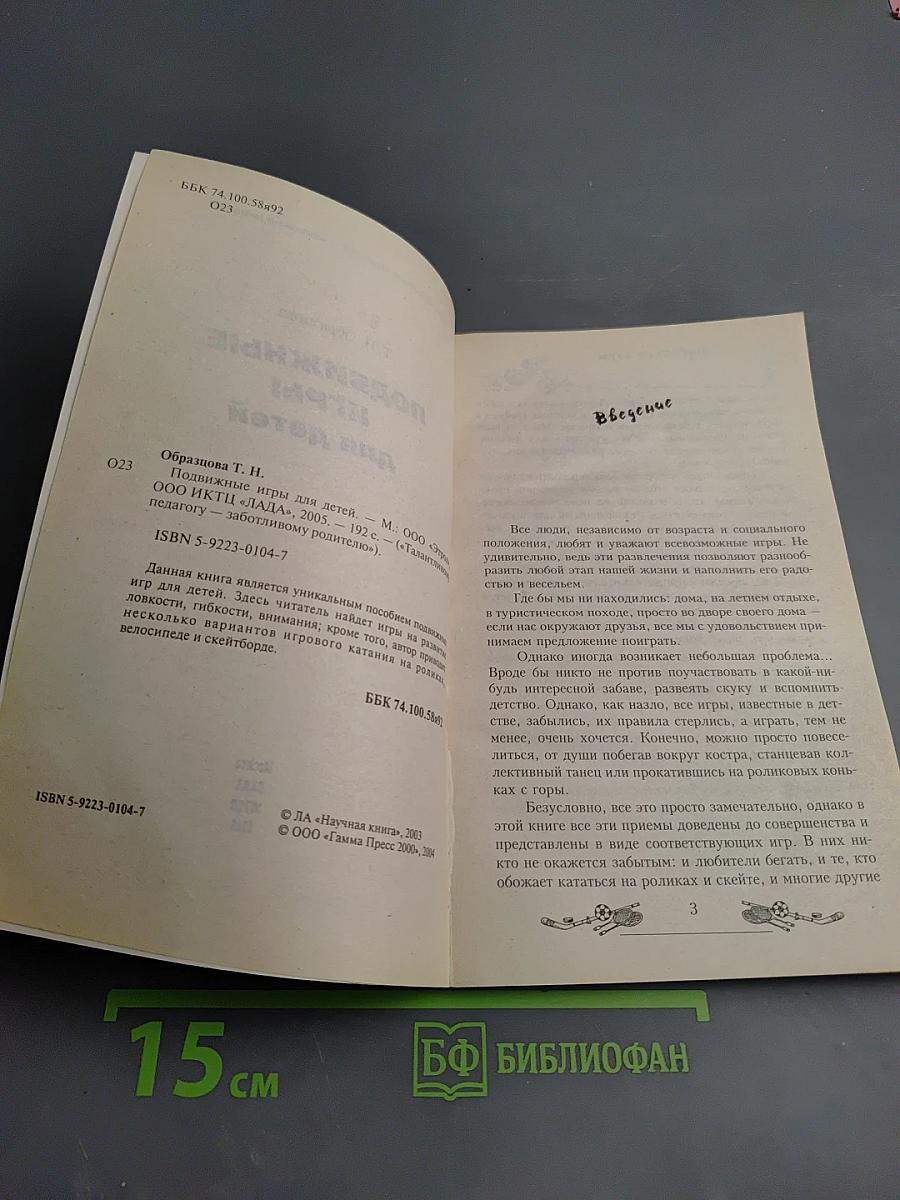 ББК 74.100.58я92
О23
Образцова Т. Н.
О23 Подвижные игры для детей. — М.: ООО «Этрол»,
ООО ИКТЦ «ЛАДА», 2005. — 192 с. — («Талантливому
педагогу — заботливому родителю»).
ISBN 5-9223-0104-7
Данная книга является уникальным пособием подвижных
игр для детей. Здесь читатель найдет игры на развитие
ловкости, гибкости, внимания; кроме того, автор приводит
несколько вариантов игрового катания на роликах,
велосипеде и скейтборде.
ББК 74.100.58я92
ISBN 5-9223-0104-7
© ЛА «Научная книга», 2003
© ООО «Гамма Пресс 2000», 2004
Введение
Все люди, независимо от возраста и социального
положения, любят и уважают всевозможные игры. Не
удивительно, ведь эти развлечения позволяют разнооб-
разить любой этап нашей жизни и наполнить его радо-
стью и весельем.
Где бы мы ни находились: дома, на летнем отдыхе,
в туристическом походе, просто во дворе своего дома —
если нас окружают друзья, все мы с удовольствием при-
нимаем предложение поиграть.
Однако иногда возникает небольшая проблема...
Вроде бы никто не против поучаствовать в какой-ни-
будь интересной забаве, развеять скуку и вспомнить
детство. Однако, как назло, все игры, известные в дет-
стве, забылись, их правила стерлись, а играть, тем не
менее, очень хочется. Конечно, можно просто повесе-
литься, от души побегав вокруг костра, станцевав кол-
лективный танец или прокатившись на роликовых конь-
ках с горы.
Безусловно, все это просто замечательно, однако в
этой книге все эти приемы доведены до совершенства и
представлены в виде соответствующих игр. В них ни-
кто не окажется забытым: и любители бегать, и те, кто
обожает кататься на роликах и скейте, и многие другие
3
15 см
БФ БИБЛИОФАН